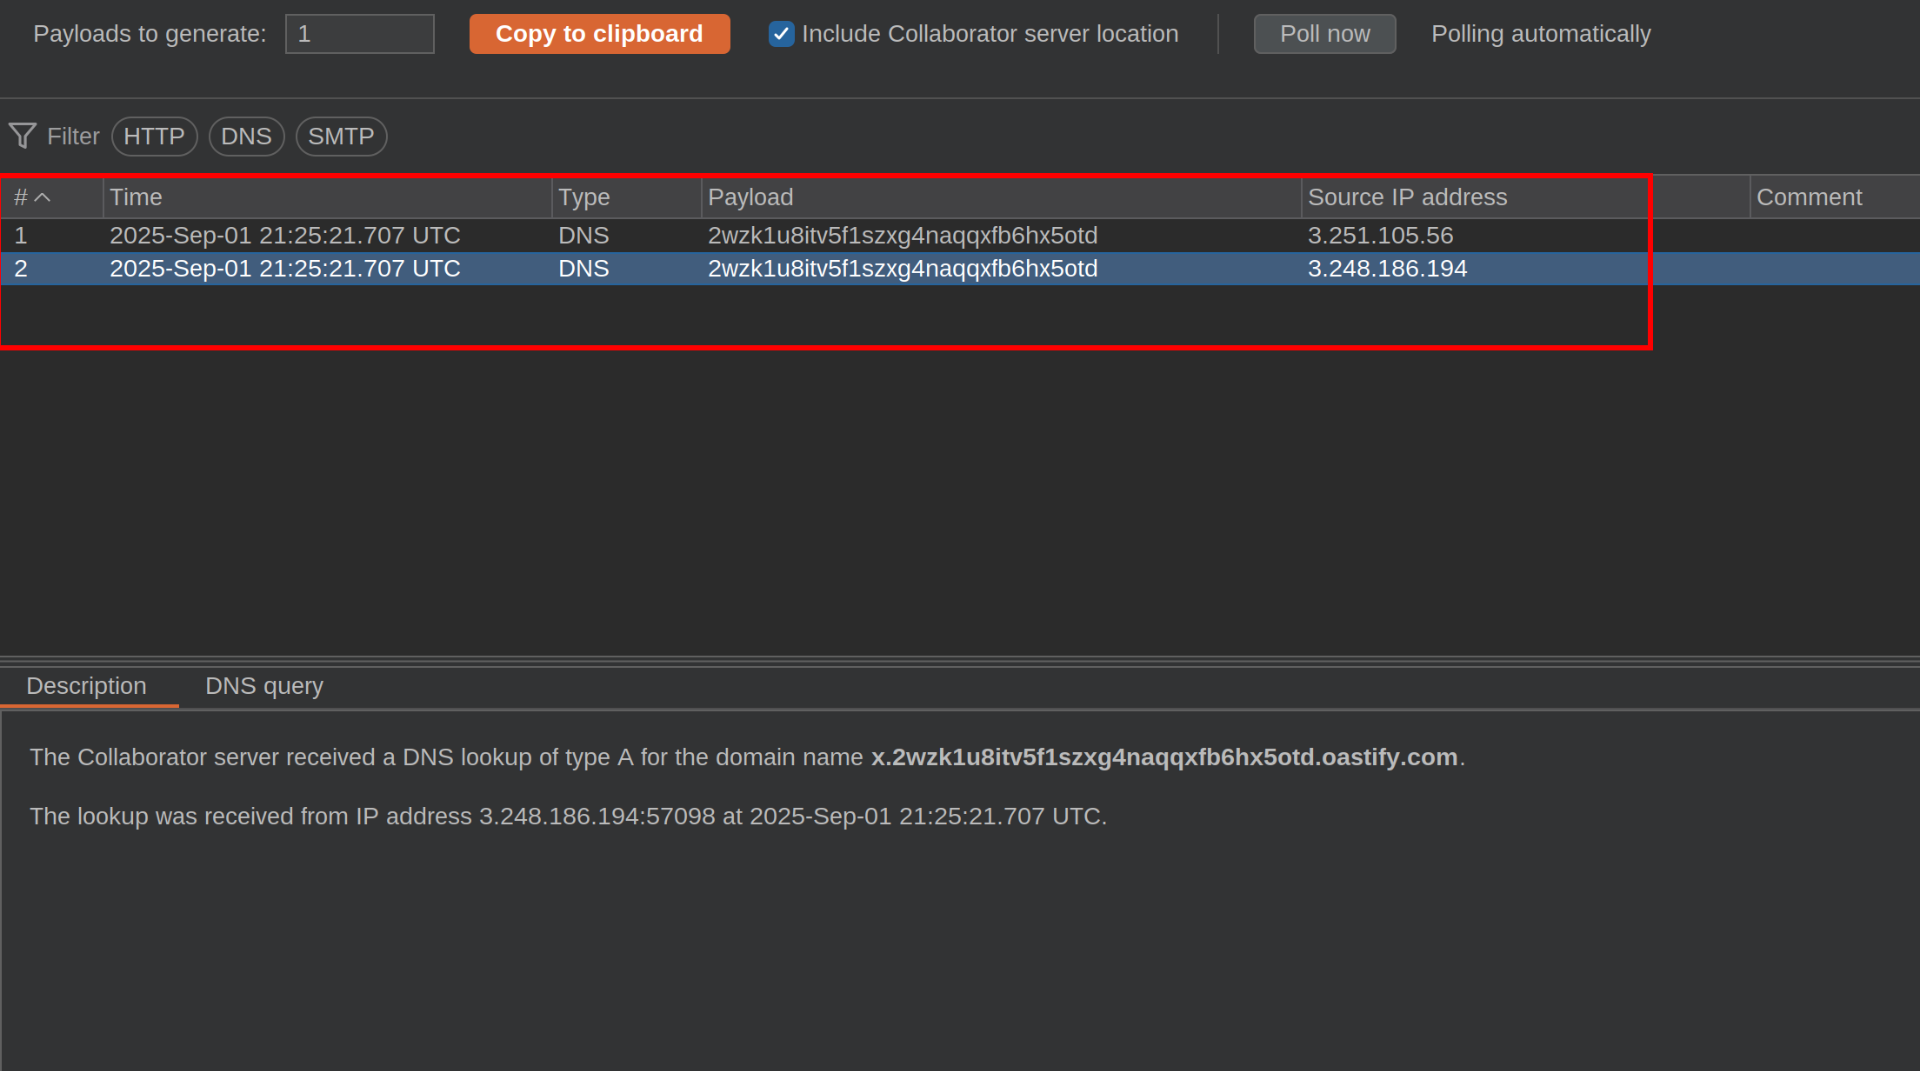 Payloads to generate: 1 Copy to clipboard Include Collaborator server location Poll now Polling automatically
Filter HTTP DNS SMTP
# Time Type Payload Source IP address Comment
1 2025-Sep-01 21:25:21.707 UTC DNS 2wzk1u8itv5f1szxg4naqqxfb6hx5otd 3.251.105.56
2 2025-Sep-01 21:25:21.707 UTC DNS 2wzk1u8itv5f1szxg4naqqxfb6hx5otd 3.248.186.194
Description DNS query
The Collaborator server received a DNS lookup of type A for the domain name x.2wzk1u8itv5f1szxg4naqqxfb6hx5otd.oastify.com.
The lookup was received from IP address 3.248.186.194:57098 at 2025-Sep-01 21:25:21.707 UTC.